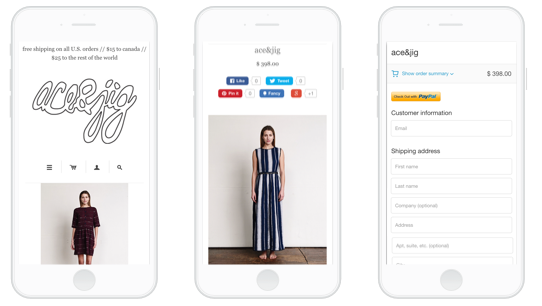 free shipping on all U.S. orders // $15 to canada //
$25 to the rest of the world
ace&jig
ace&jig
$ 398.00
Like 0 Tweet 0
Pin it 0 Fancy +1
ace&jig
Show order summary $ 398.00
Check Out with PayPal
Customer information
Email
Shipping address
First name
Last name
Company (optional)
Address
Apt, suite, etc. (optional)